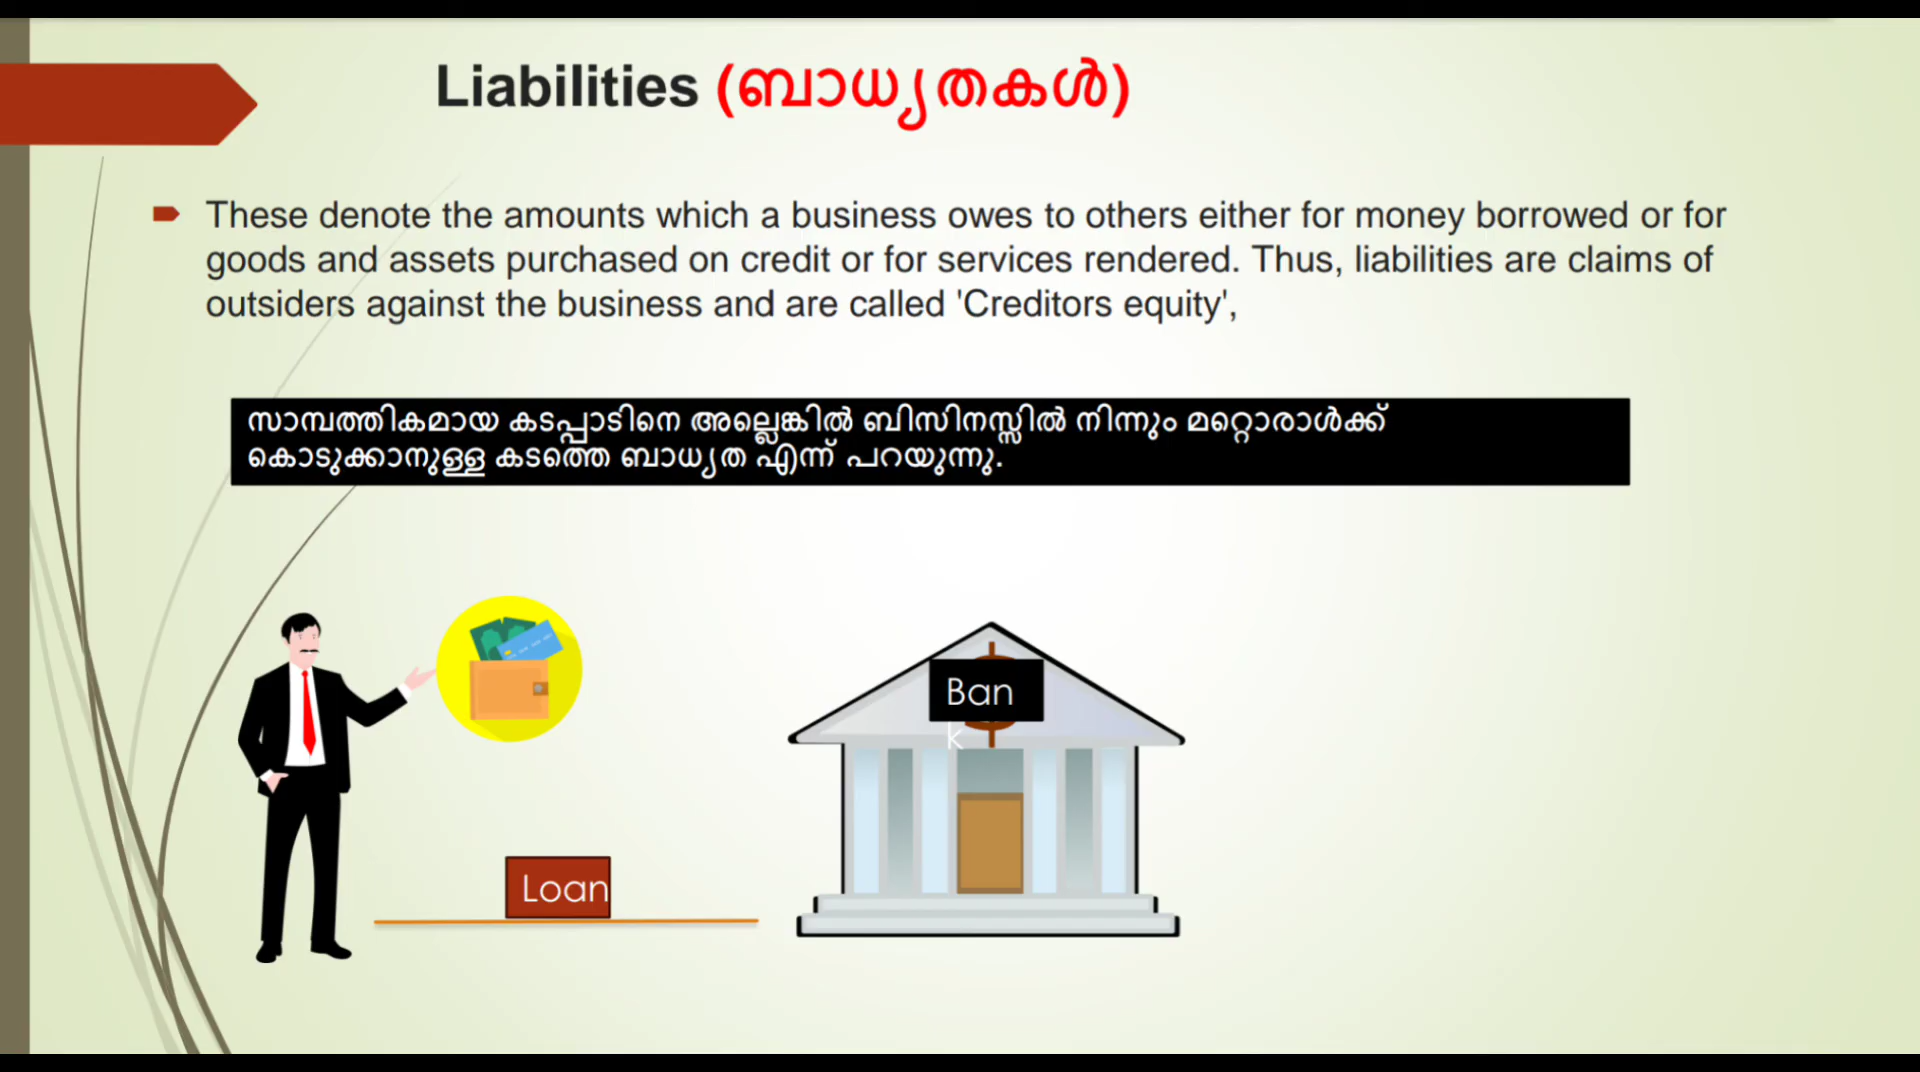 Liabilities (ബാധ്യതകൾ)
These denote the amounts which a business owes to others either for money borrowed or for
goods and assets purchased on credit or for services rendered. Thus, liabilities are claims of
outsiders against the business and are called 'Creditors equity',
സാമ്പത്തികമായ കടപ്പാടിനെ അല്ലെങ്കിൽ ബിസിനസ്സിൽ നിന്നും മറ്റൊരാൾക്ക്
കൊടുക്കാനുള്ള കടത്തെ ബാധ്യത എന്ന് പറയുന്നു.
Ban
k
Loan